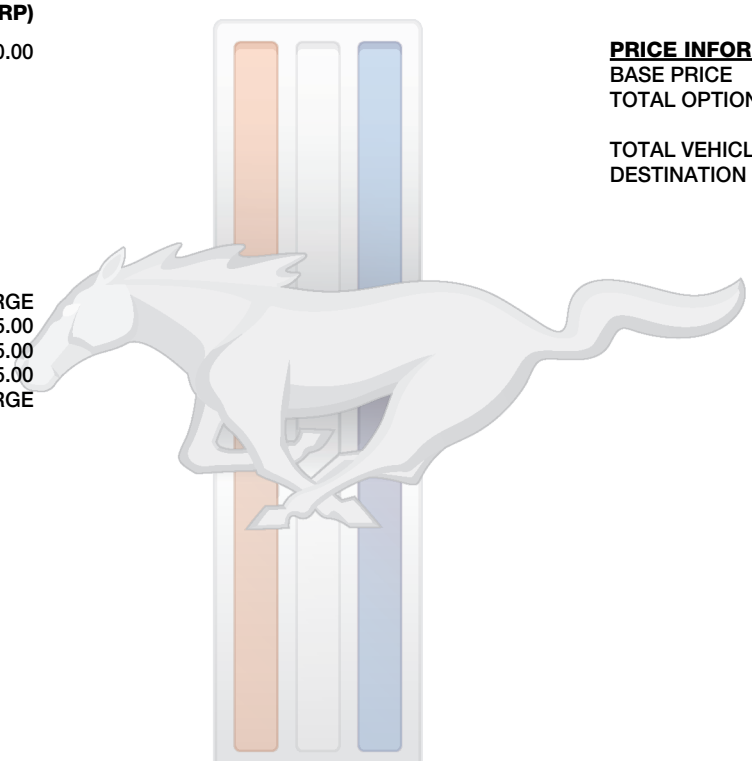 RP)
0.00
RGE
5.00
5.00
5.00
RGE
PRICE INFOR
BASE PRICE
TOTAL OPTION
TOTAL VEHICL
DESTINATION